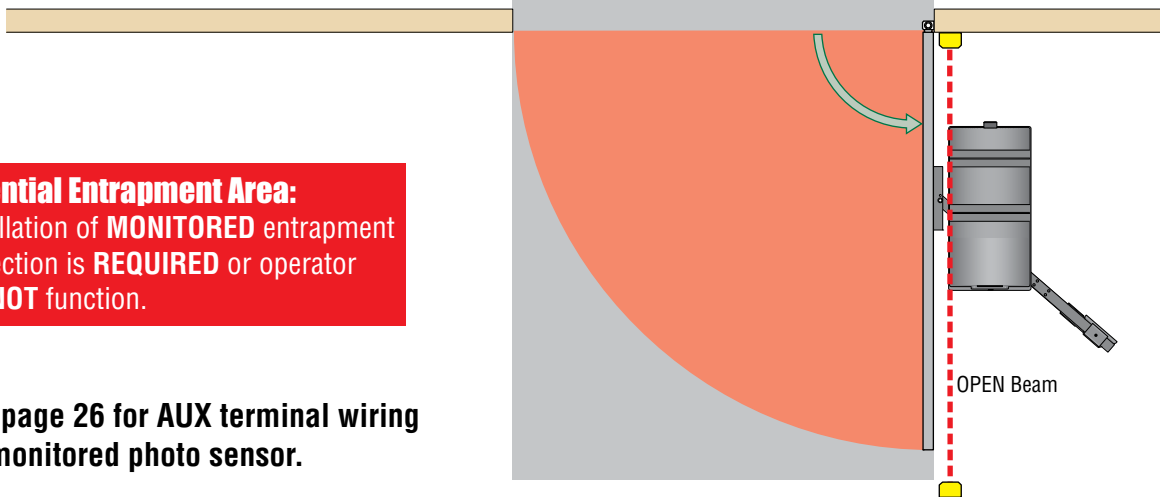 ntial Entrapment Area:
llation of MONITORED entrapment
ection is REQUIRED or operator
NOT function.
page 26 for AUX terminal wiring
monitored photo sensor.
OPEN Beam